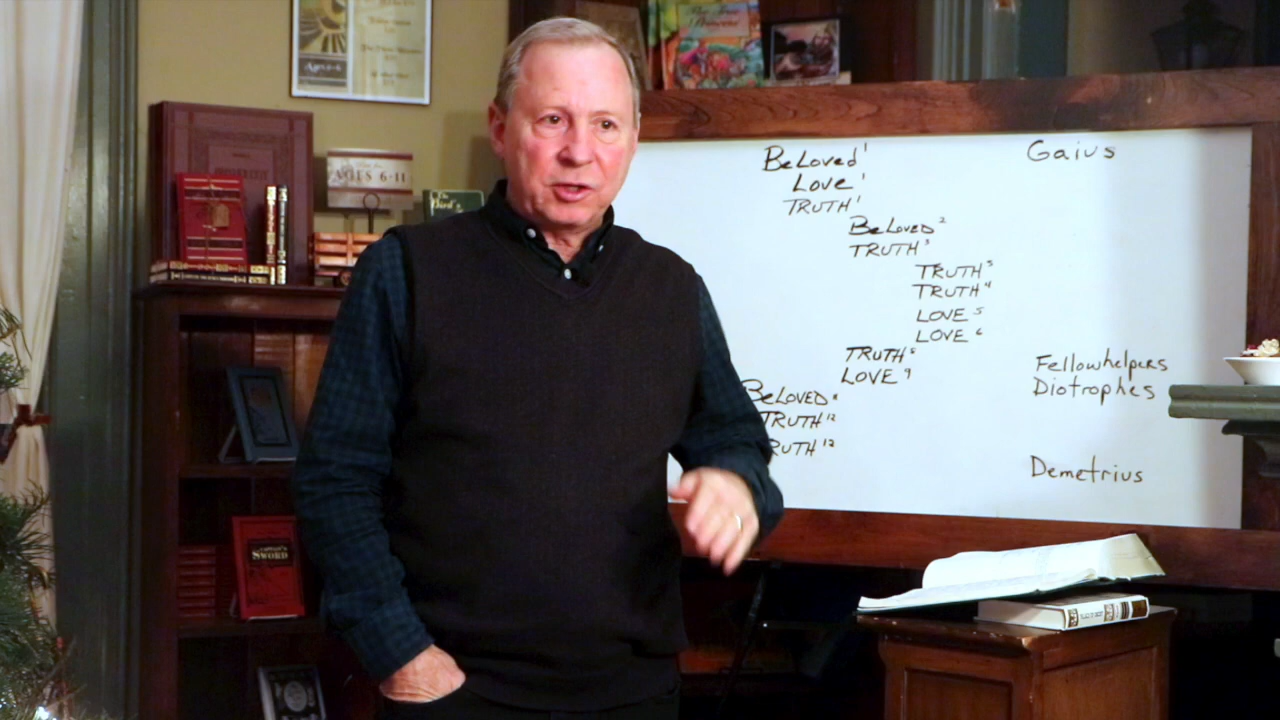 BeLoved¹
Love¹
TRUTH¹
BeLoved²
TRUTH³
TRUTH³
TRUTH⁴
LOVE⁵
LOVE⁶
TRUTH⁸
LOVE⁹
BeLOVED¹¹
TRUTH¹²
RUTH¹²
Gaius
Fellowhelpers
Diotrophes
Demetrius
AGES 6-11
SWORD